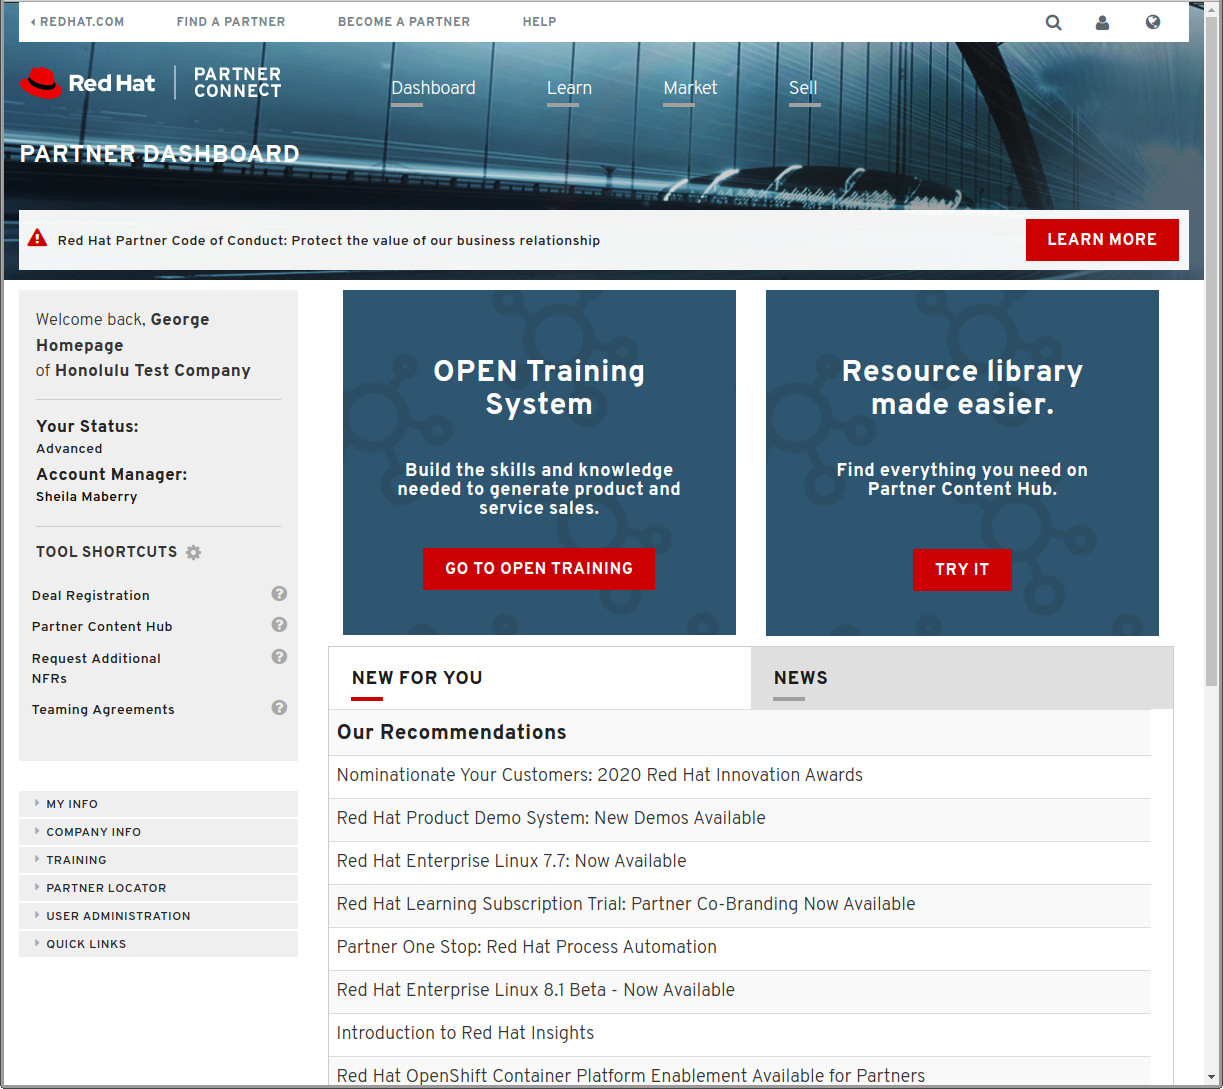 REDHAT.COM
FIND A PARTNER
BECOME A PARTNER
HELP
Red Hat
PARTNER
CONNECT
Dashboard
Learn
Market
Sell
PARTNER DASHBOARD
Red Hat Partner Code of Conduct: Protect the value of our business relationship
LEARN MORE
Welcome back, George
Homepage
of Honolulu Test Company
Your Status:
Advanced
Account Manager:
Sheila Maberry
TOOL SHORTCUTS
Deal Registration
Partner Content Hub
Request Additional
NFRs
Teaming Agreements
MY INFO
COMPANY INFO
TRAINING
PARTNER LOCATOR
USER ADMINISTRATION
QUICK LINKS
OPEN Training
System
Build the skills and knowledge
needed to generate product and
service sales.
GO TO OPEN TRAINING
Resource library
made easier.
Find everything you need on
Partner Content Hub.
TRY IT
NEW FOR YOU
NEWS
Our Recommendations
Nominationate Your Customers: 2020 Red Hat Innovation Awards
Red Hat Product Demo System: New Demos Available
Red Hat Enterprise Linux 7.7: Now Available
Red Hat Learning Subscription Trial: Partner Co-Branding Now Available
Partner One Stop: Red Hat Process Automation
Red Hat Enterprise Linux 8.1 Beta - Now Available
Introduction to Red Hat Insights
Red Hat OpenShift Container Platform Enablement Available for Partners